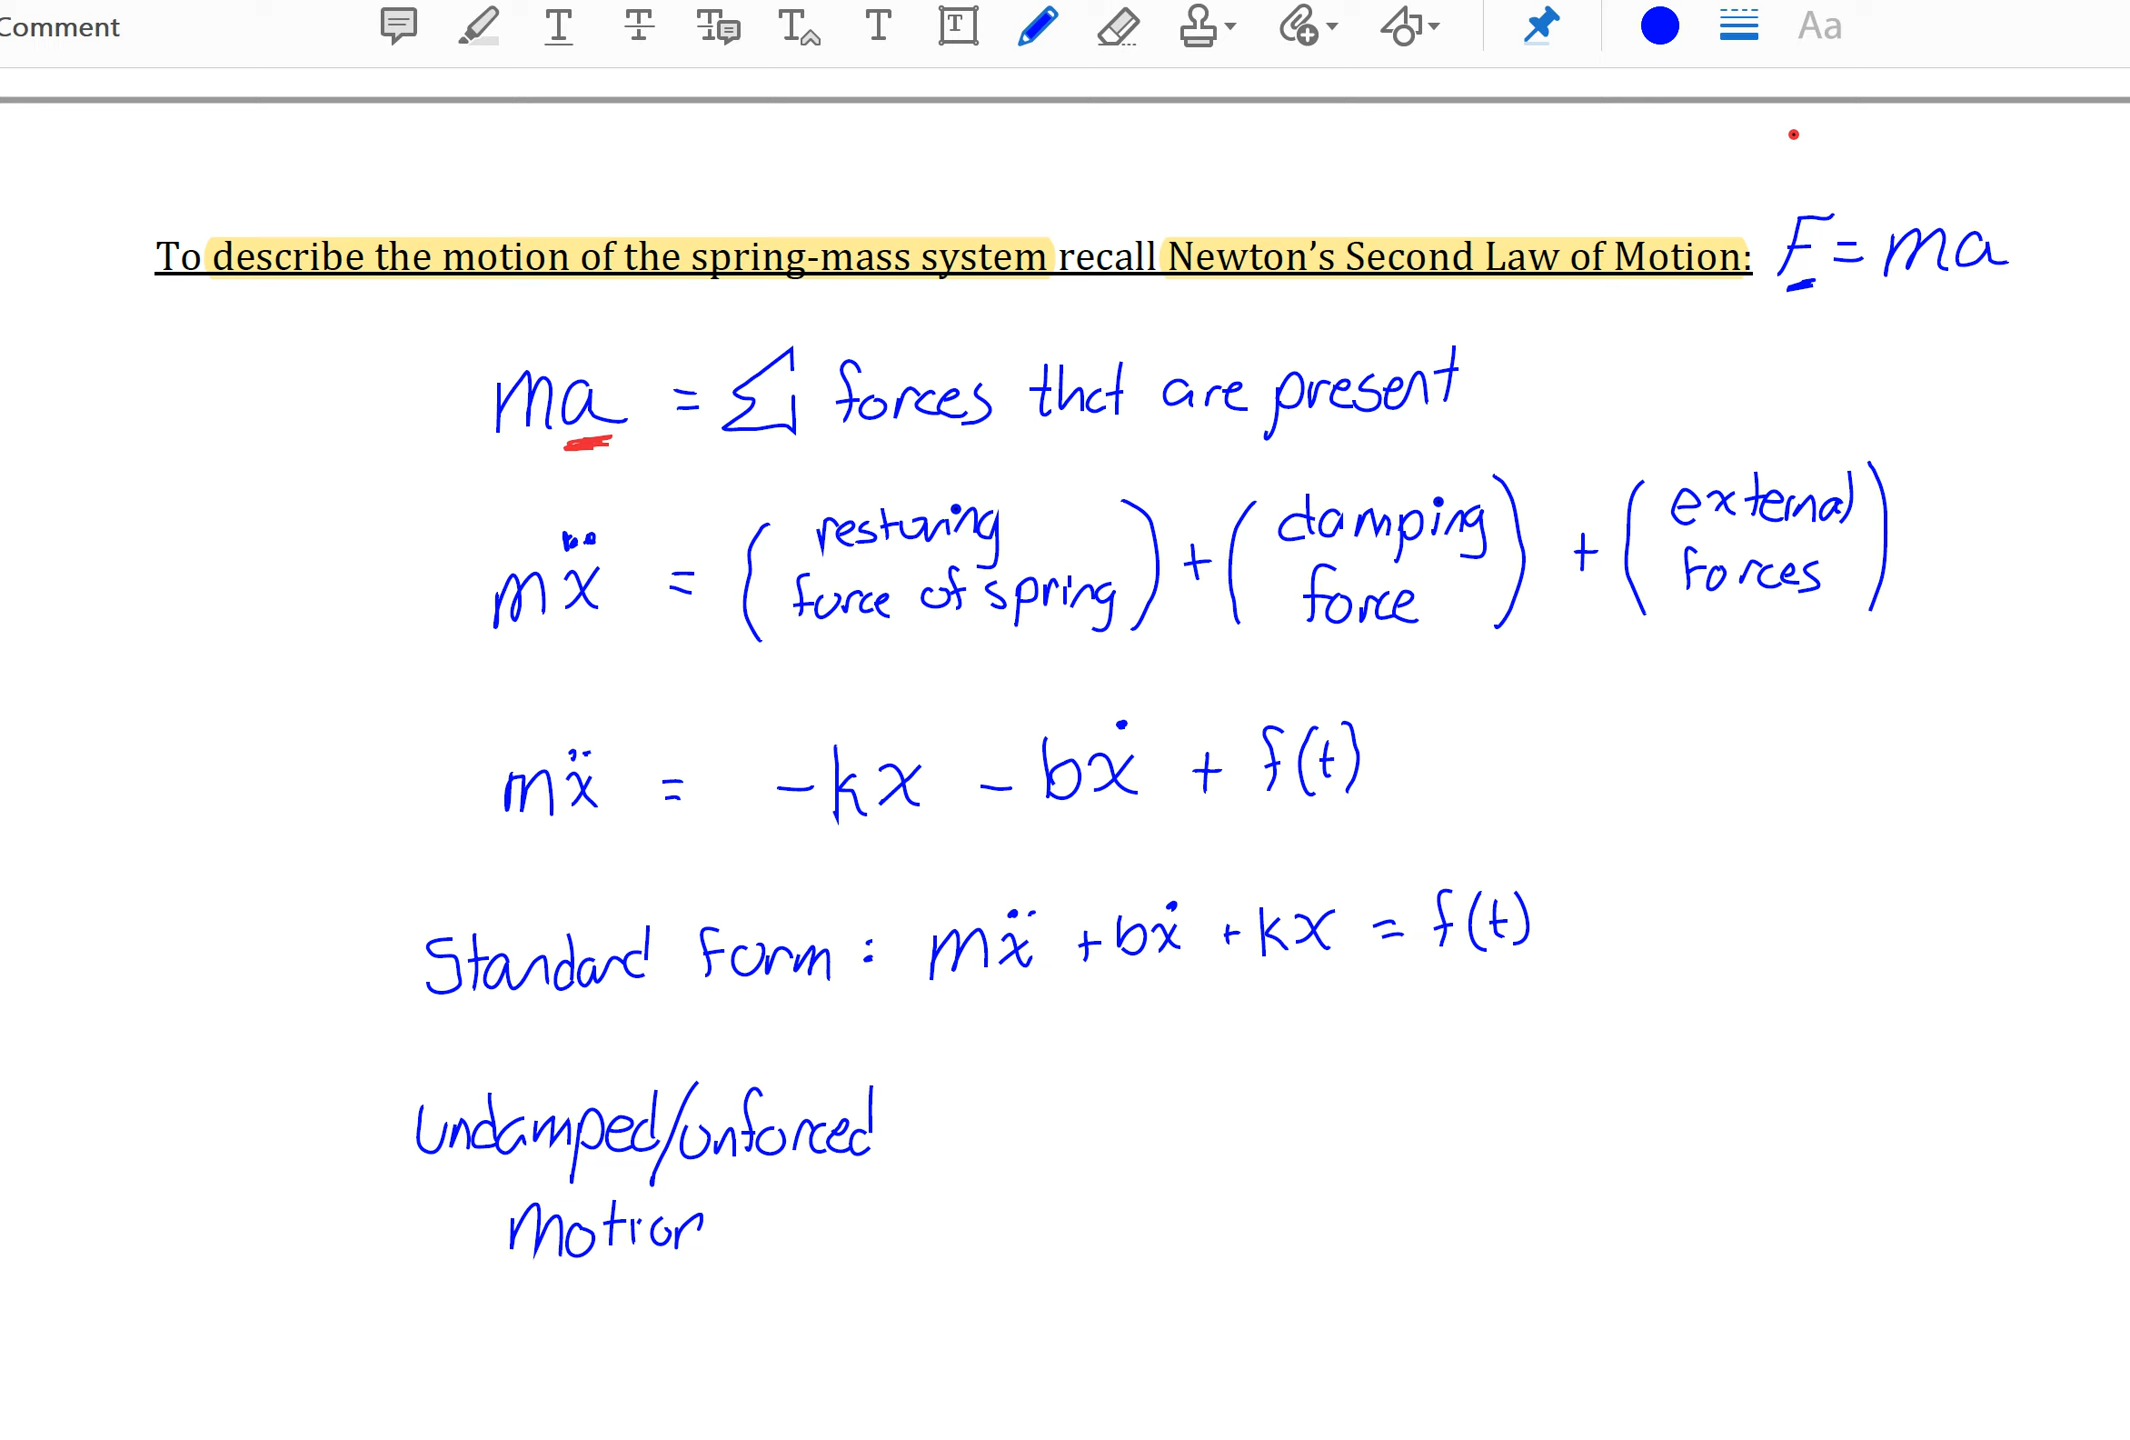 Comment
Aa
To describe the motion of the spring-mass system recall Newton's Second Law of Motion: F = ma
ma = Σ forces that are present
mẍ = (restoring force of spring) + (damping force) + (external forces)
mẍ = -kx - bẋ + f(t)
Standard Form: mẍ + bẋ + kx = f(t)
Undamped/unforced
Motion